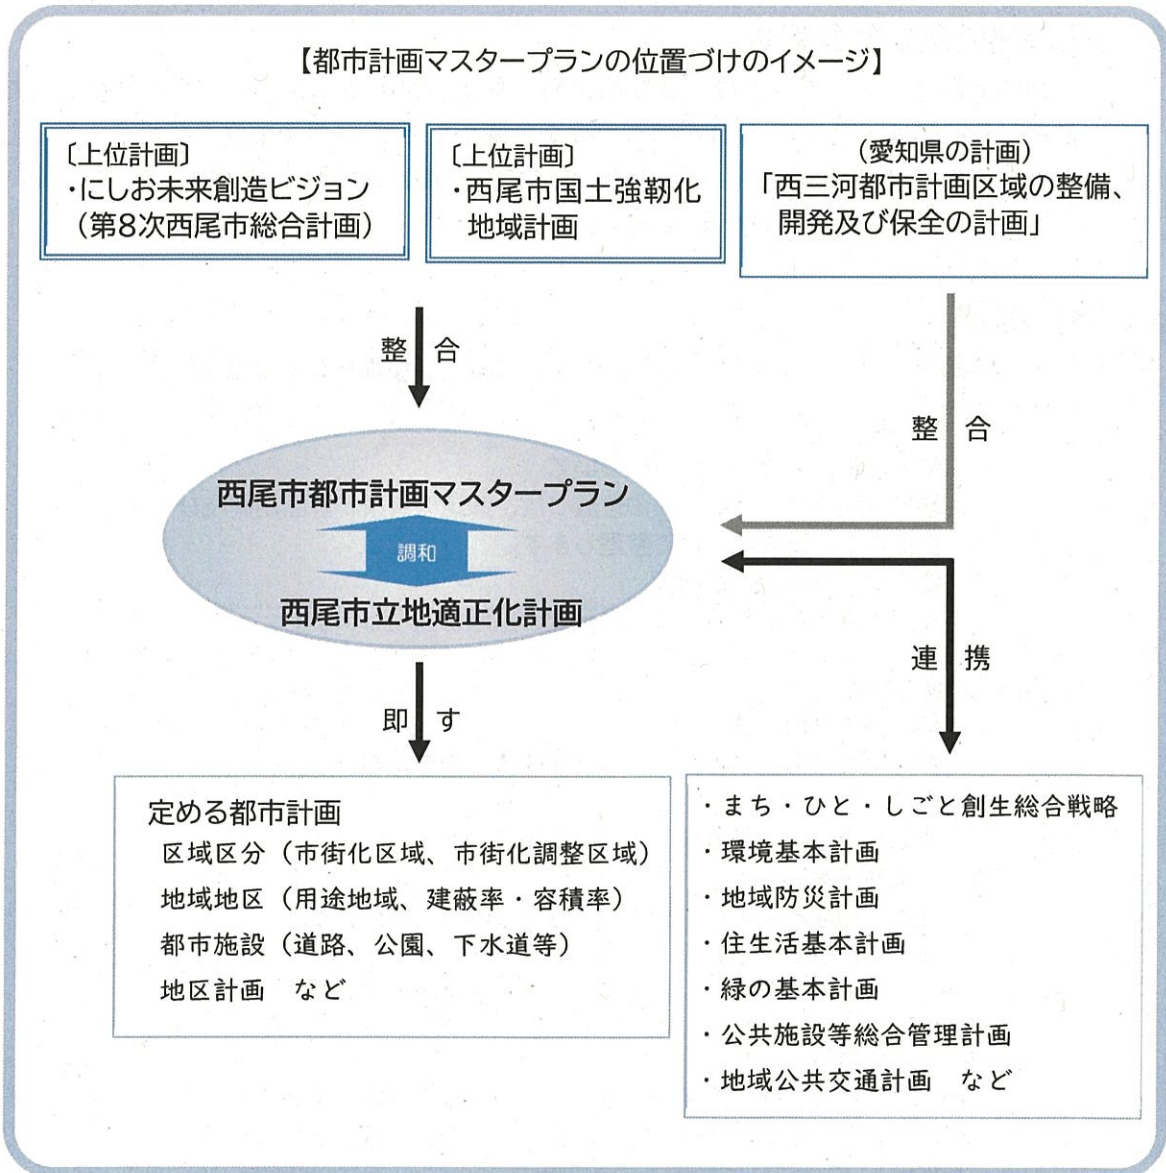 【都市計画マスタープランの位置づけのイメージ】
〔上位計画〕
・にしお未来創造ビジョン
（第8次西尾市総合計画）
〔上位計画〕
・西尾市国土強靭化
地域計画
（愛知県の計画）
「西三河都市計画区域の整備、
開発及び保全の計画」
整合
整合
西尾市都市計画マスタープラン
調和
西尾市立地適正化計画
連携
即す
定める都市計画
区域区分（市街化区域、市街化調整区域）
地域地区（用途地域、建蔽率・容積率）
都市施設（道路、公園、下水道等）
地区計画　など
・まち・ひと・しごと創生総合戦略
・環境基本計画
・地域防災計画
・住生活基本計画
・緑の基本計画
・公共施設等総合管理計画
・地域公共交通計画　など